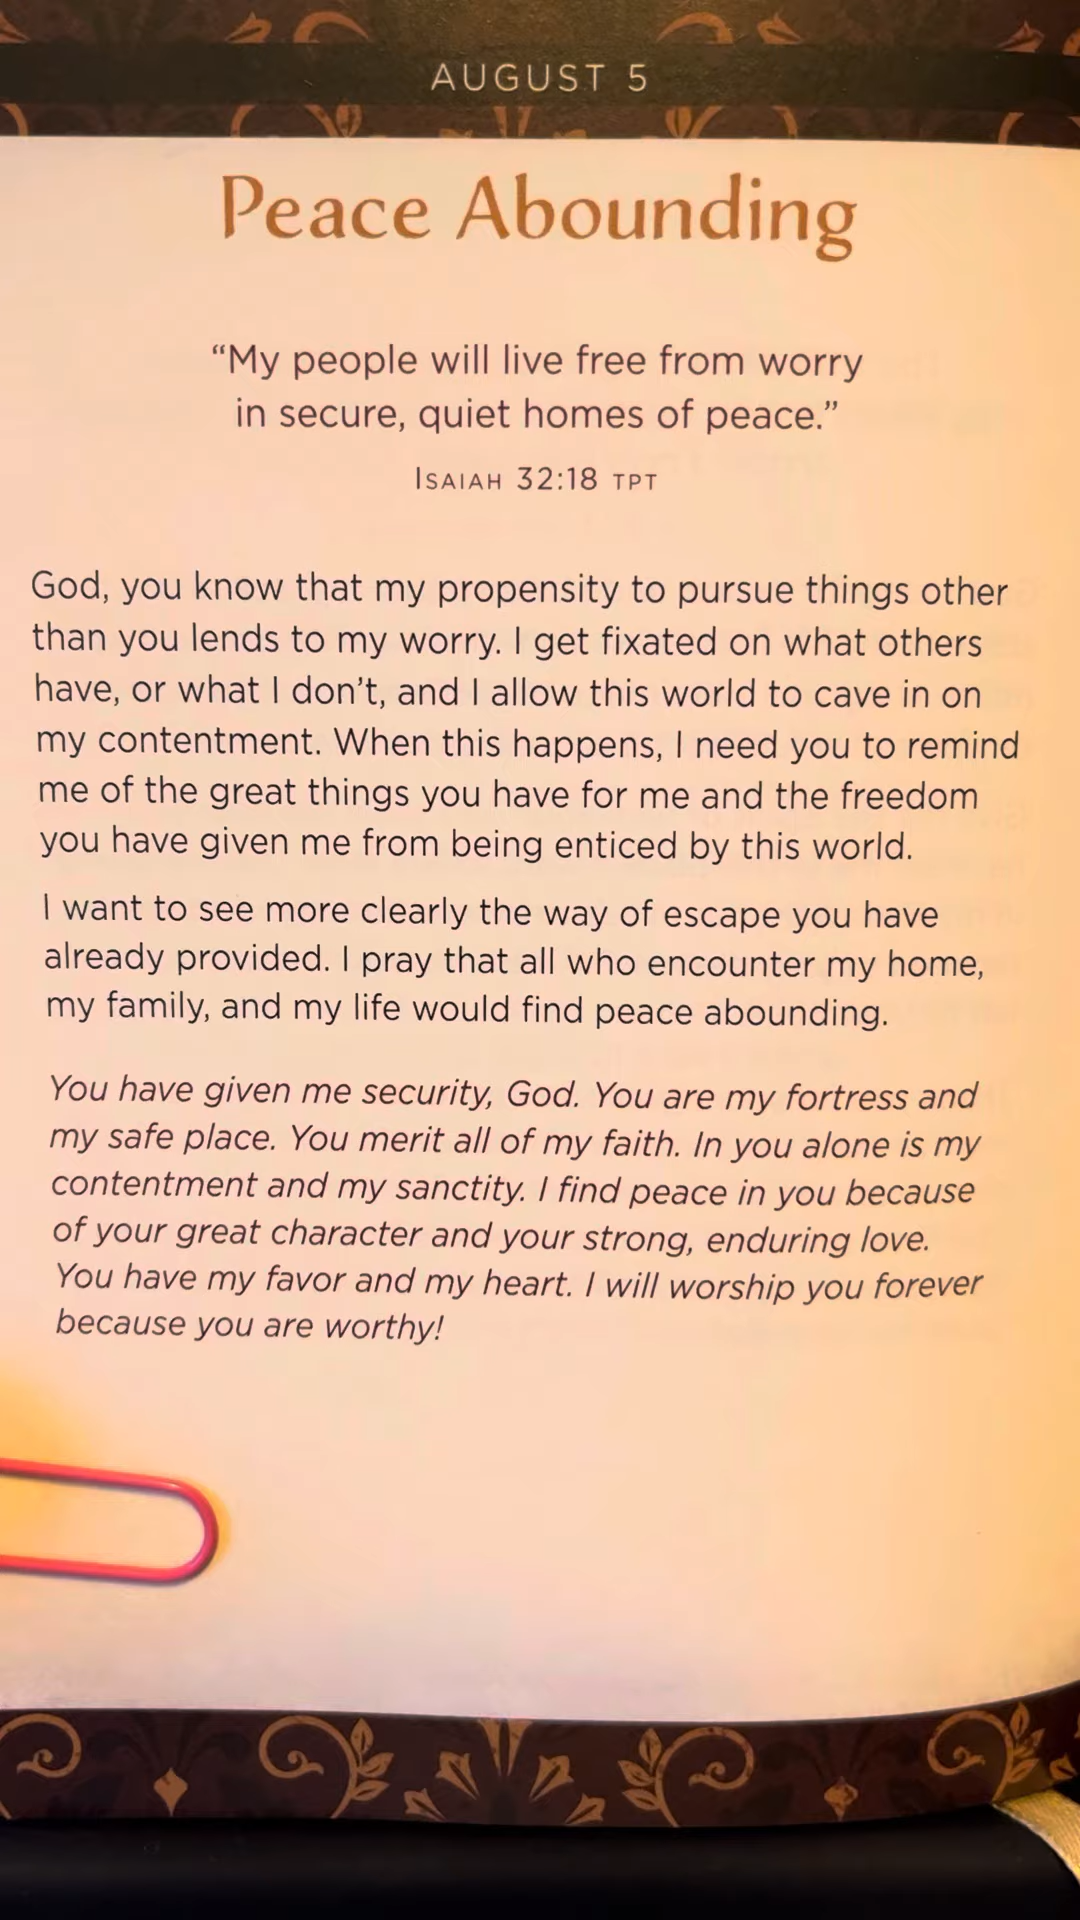 AUGUST 5
Peace Abounding
“My people will live free from worry
in secure, quiet homes of peace.”
Isaiah 32:18 TPT
God, you know that my propensity to pursue things other
than you lends to my worry. I get fixated on what others
have, or what I don’t, and I allow this world to cave in on
my contentment. When this happens, I need you to remind
me of the great things you have for me and the freedom
you have given me from being enticed by this world.
I want to see more clearly the way of escape you have
already provided. I pray that all who encounter my home,
my family, and my life would find peace abounding.
You have given me security, God. You are my fortress and
my safe place. You merit all of my faith. In you alone is my
contentment and my sanctity. I find peace in you because
of your great character and your strong, enduring love.
You have my favor and my heart. I will worship you forever
because you are worthy!